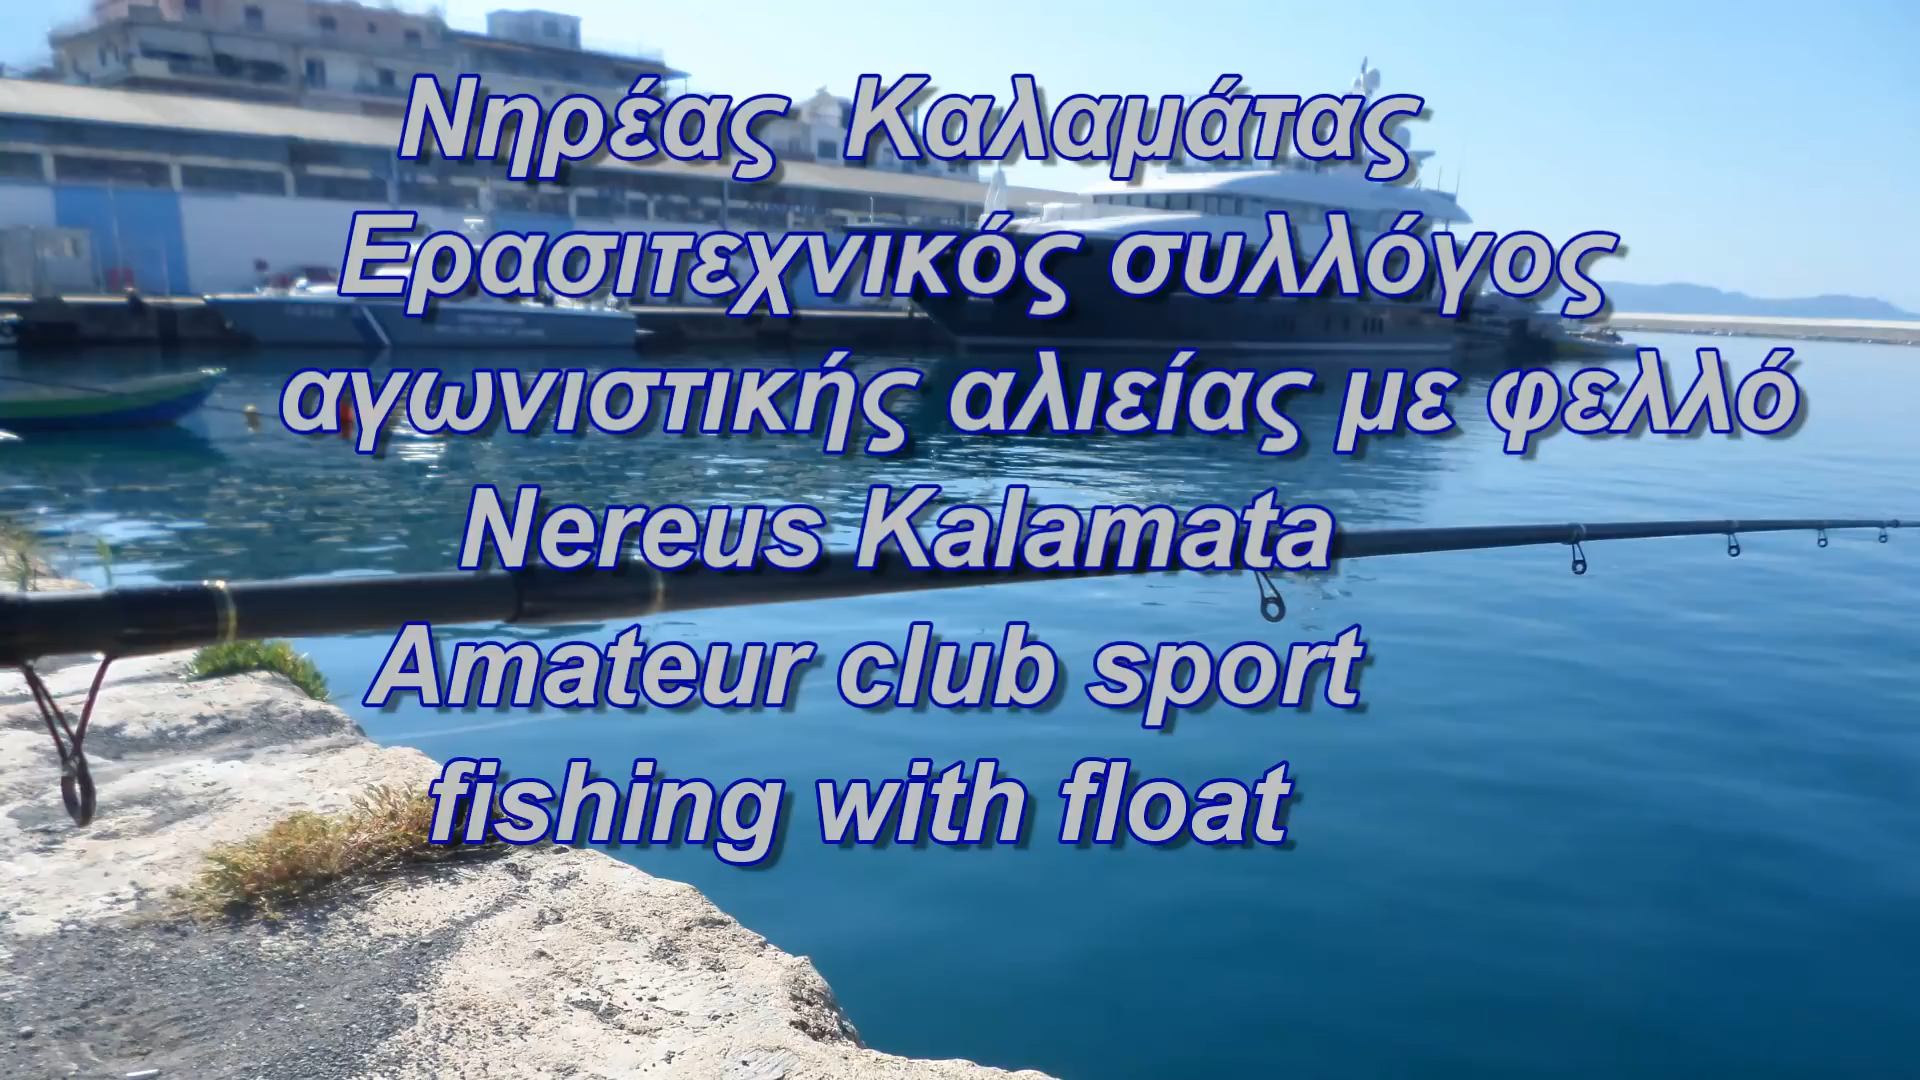 Νηρέας Καλαμάτας
Ερασιτεχνικός συλλόγος
αγωνιστικής αλιείας με φελλό
Nereus Kalamata
Amateur club sport
fishing with float